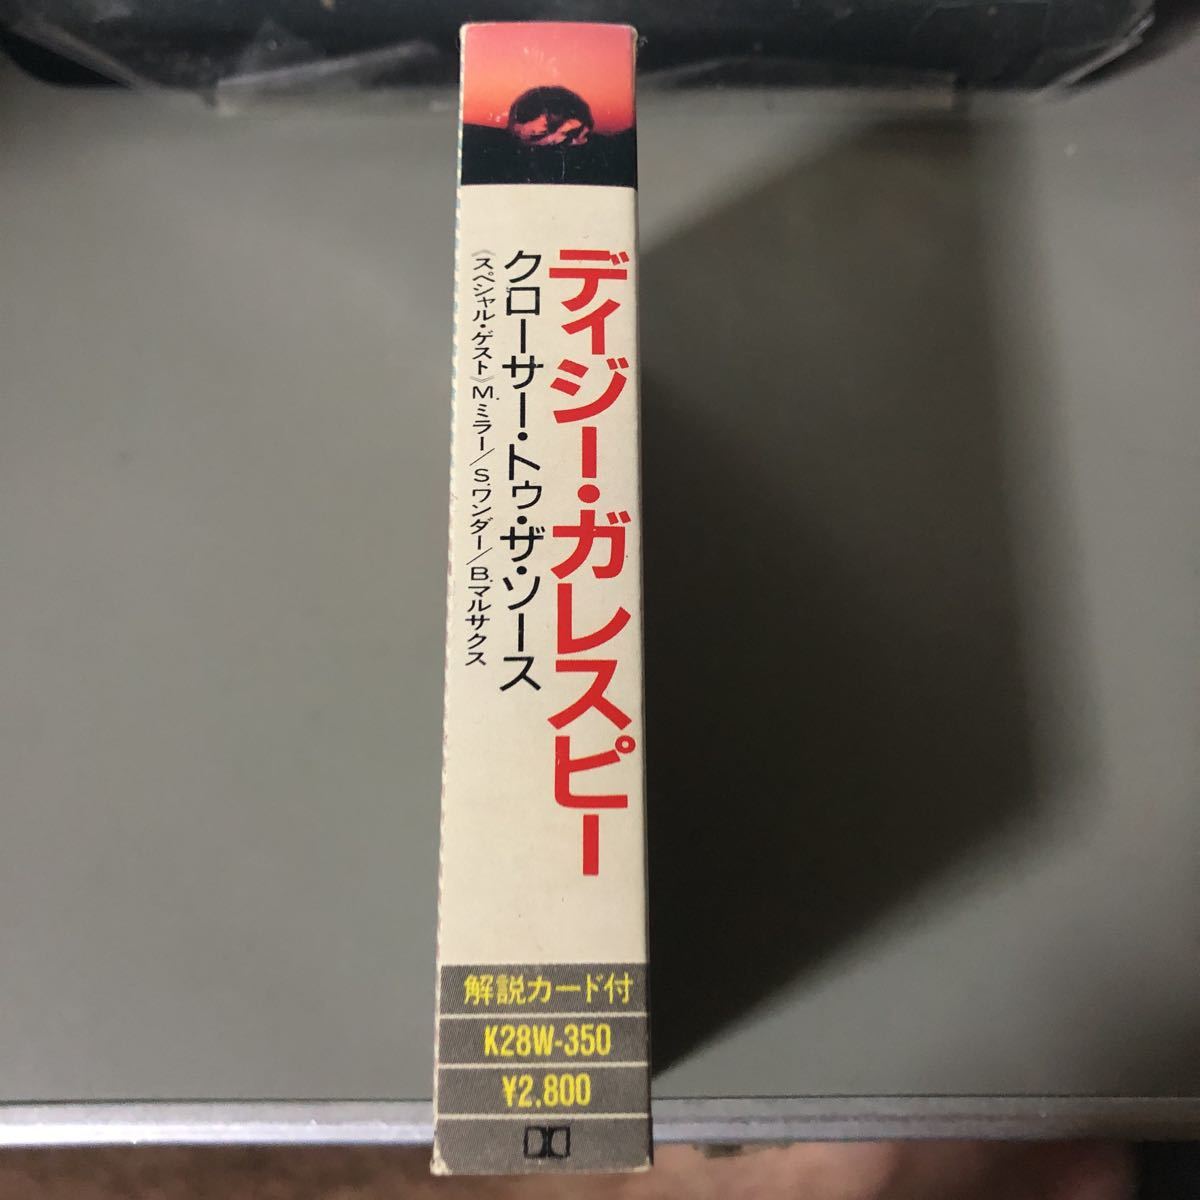 ディジー・ガレスピー
クローサー・トゥ・ザ・ソース
《スペシャル・ゲスト》M.ミラー/S.ワンダー/B.マルサクス
解説カード付
K28W-350
¥2,800